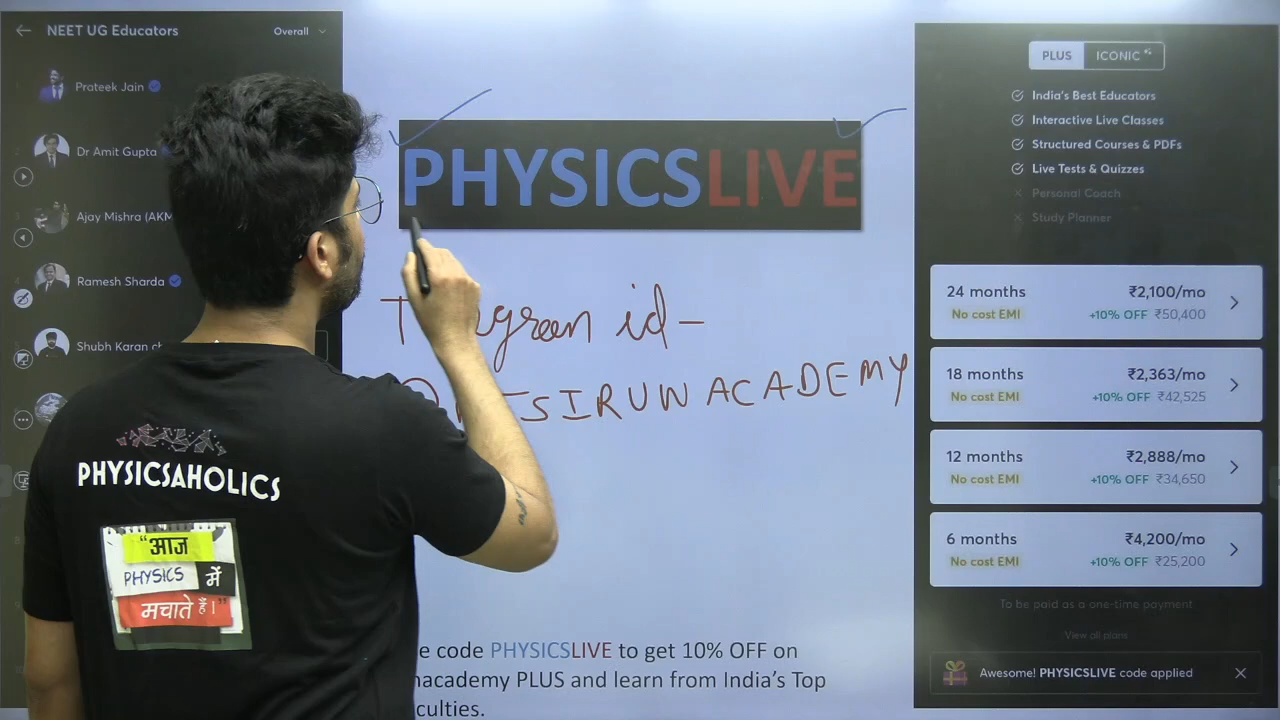 NEET UG Educators
Overall
Prateek Jain
Dr Amit Gupta
Ajay Mishra (AKM
Ramesh Sharda
Shubh Karan
PHYSICSLIVE
id –
SIRUNACADEMY
PHYSICSAHOLICS
"आज
PHYSICS में
मचाते हैं।"
code PHYSICSLIVE to get 10% OFF on
PLUS and learn from India's Top
PLUS ICONIC
India's Best Educators
Interactive Live Classes
Structured Courses & PDFs
Live Tests & Quizzes
Personal Coach
Study Planner
24 months ₹2,100/mo
No cost EMI +10% OFF ₹50,400
18 months ₹2,363/mo
No cost EMI +10% OFF ₹42,525
12 months ₹2,888/mo
No cost EMI +10% OFF ₹34,650
6 months ₹4,200/mo
No cost EMI +10% OFF ₹25,200
To be paid as a one-time payment
View all plans
Awesome! PHYSICSLIVE code applied